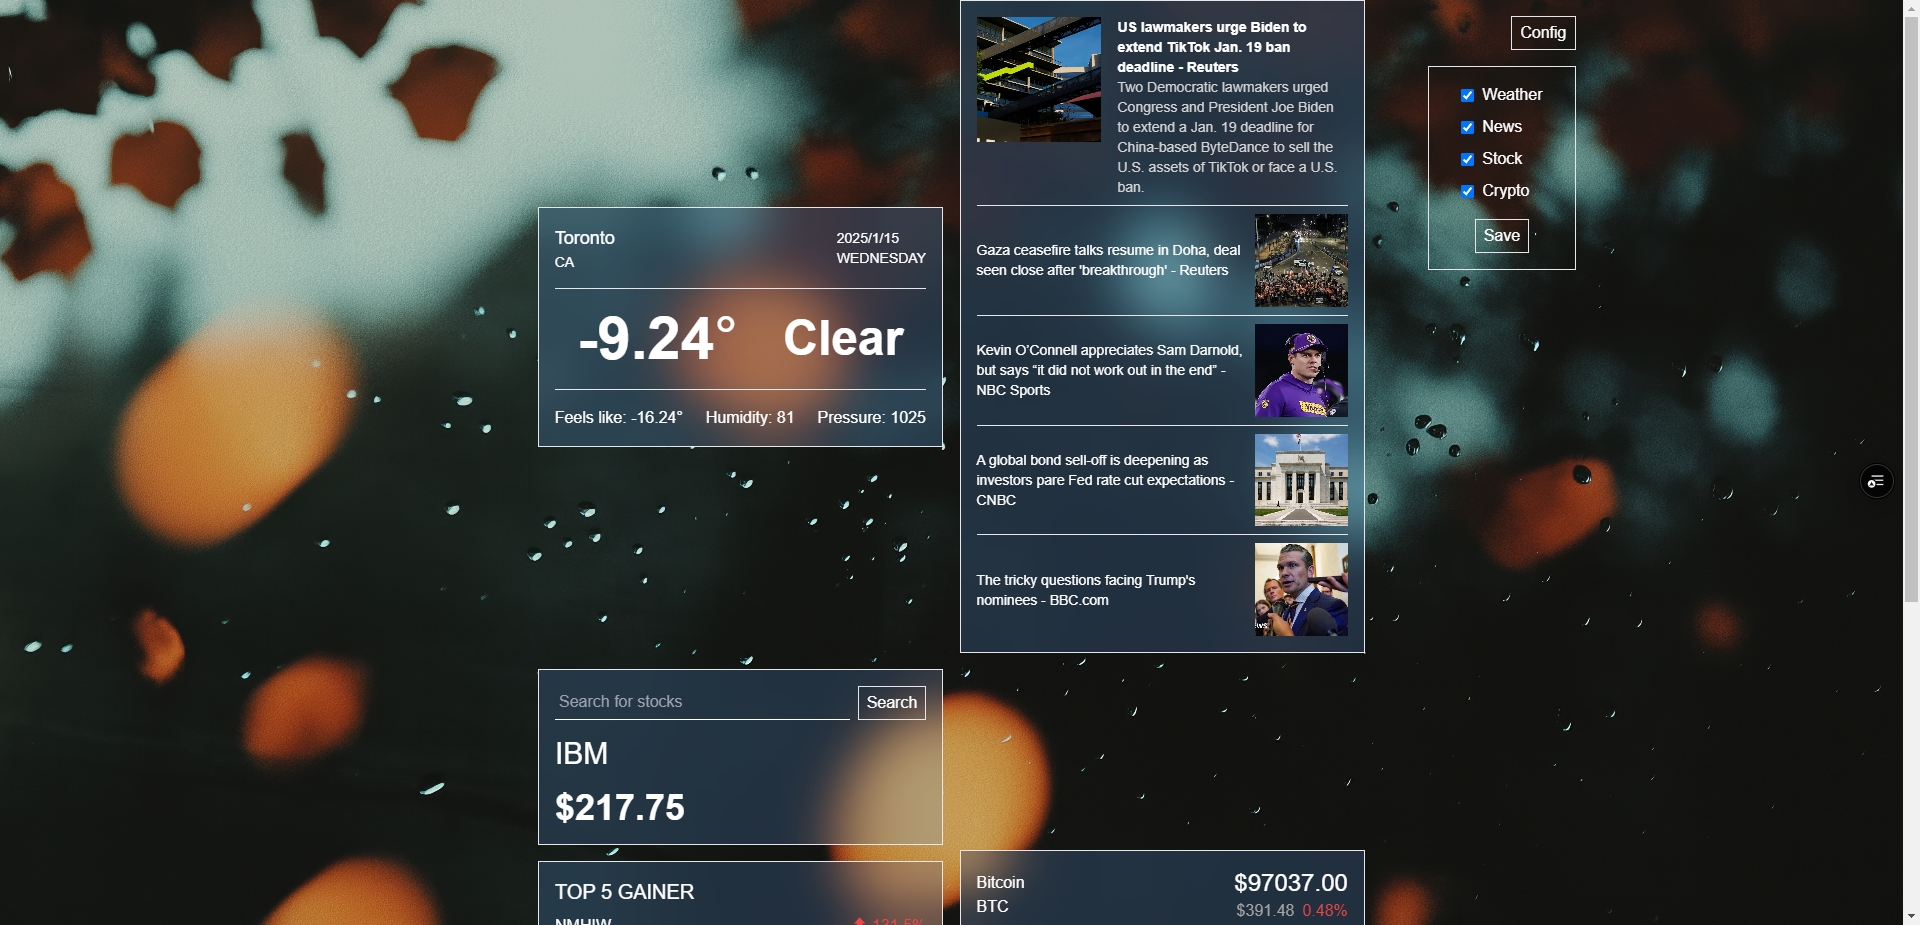 Toronto
CA
2025/1/15
WEDNESDAY
-9.24°
Clear
Feels like: -16.24°
Humidity: 81
Pressure: 1025
Search for stocks
Search
IBM
$217.75
TOP 5 GAINER
US lawmakers urge Biden to
extend TikTok Jan. 19 ban
deadline - Reuters
Two Democratic lawmakers urged
Congress and President Joe Biden
to extend a Jan. 19 deadline for
China-based ByteDance to sell the
U.S. assets of TikTok or face a U.S.
ban.
Gaza ceasefire talks resume in Doha, deal
seen close after 'breakthrough' - Reuters
Kevin O’Connell appreciates Sam Darnold,
but says “it did not work out in the end” -
NBC Sports
A global bond sell-off is deepening as
investors pare Fed rate cut expectations -
CNBC
The tricky questions facing Trump's
nominees - BBC.com
Bitcoin
BTC
$97037.00
$391.48 0.48%
Config
Weather
News
Stock
Crypto
Save